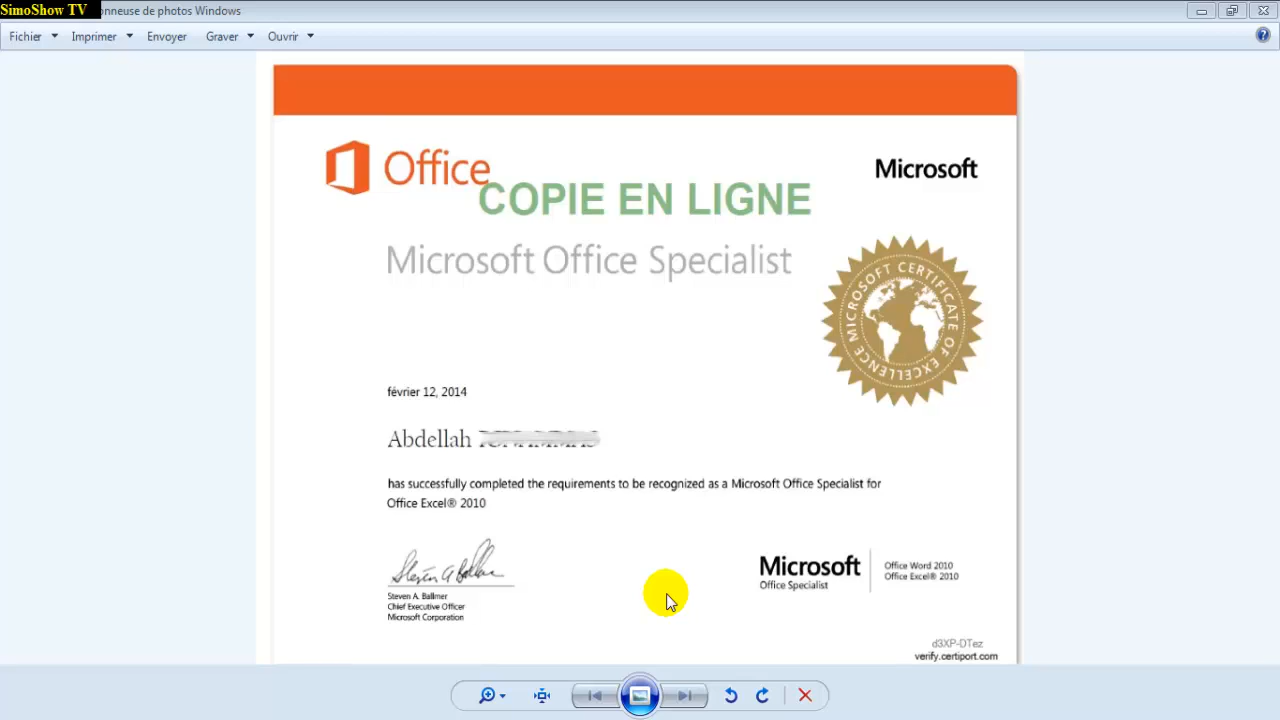 SimoShow TV
onneuse de photos Windows
Fichier Imprimer Envoyer Graver Ouvrir
Office
Microsoft
COPIE EN LIGNE
Microsoft Office Specialist
MICROSOFT CERTIFICATE OF EXCELLENCE
février 12, 2014
Abdellah
has successfully completed the requirements to be recognized as a Microsoft Office Specialist for
Office Excel® 2010
Steven A Ballmer
Steven A. Ballmer
Chief Executive Officer
Microsoft Corporation
Microsoft
Office Specialist
Office Word 2010
Office Excel® 2010
d3XP-DTez
verify.certiport.com